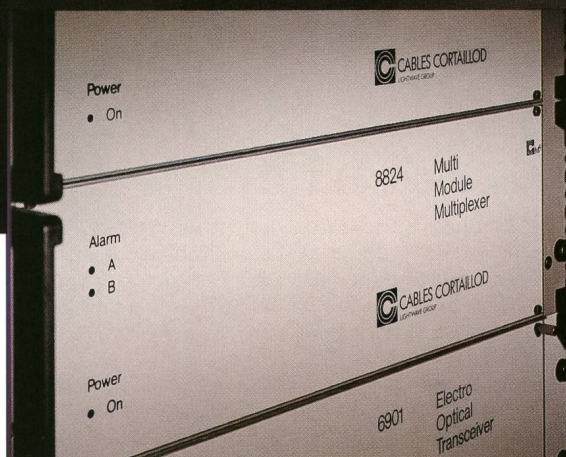 Power
On
CABLES CORTAILLOD
LIGHTWAVE GROUP
8824
Multi
Module
Multiplexer
Alarm
A
B
CABLES CORTAILLOD
LIGHTWAVE GROUP
Power
On
6901
Electro
Optical
Transceiver